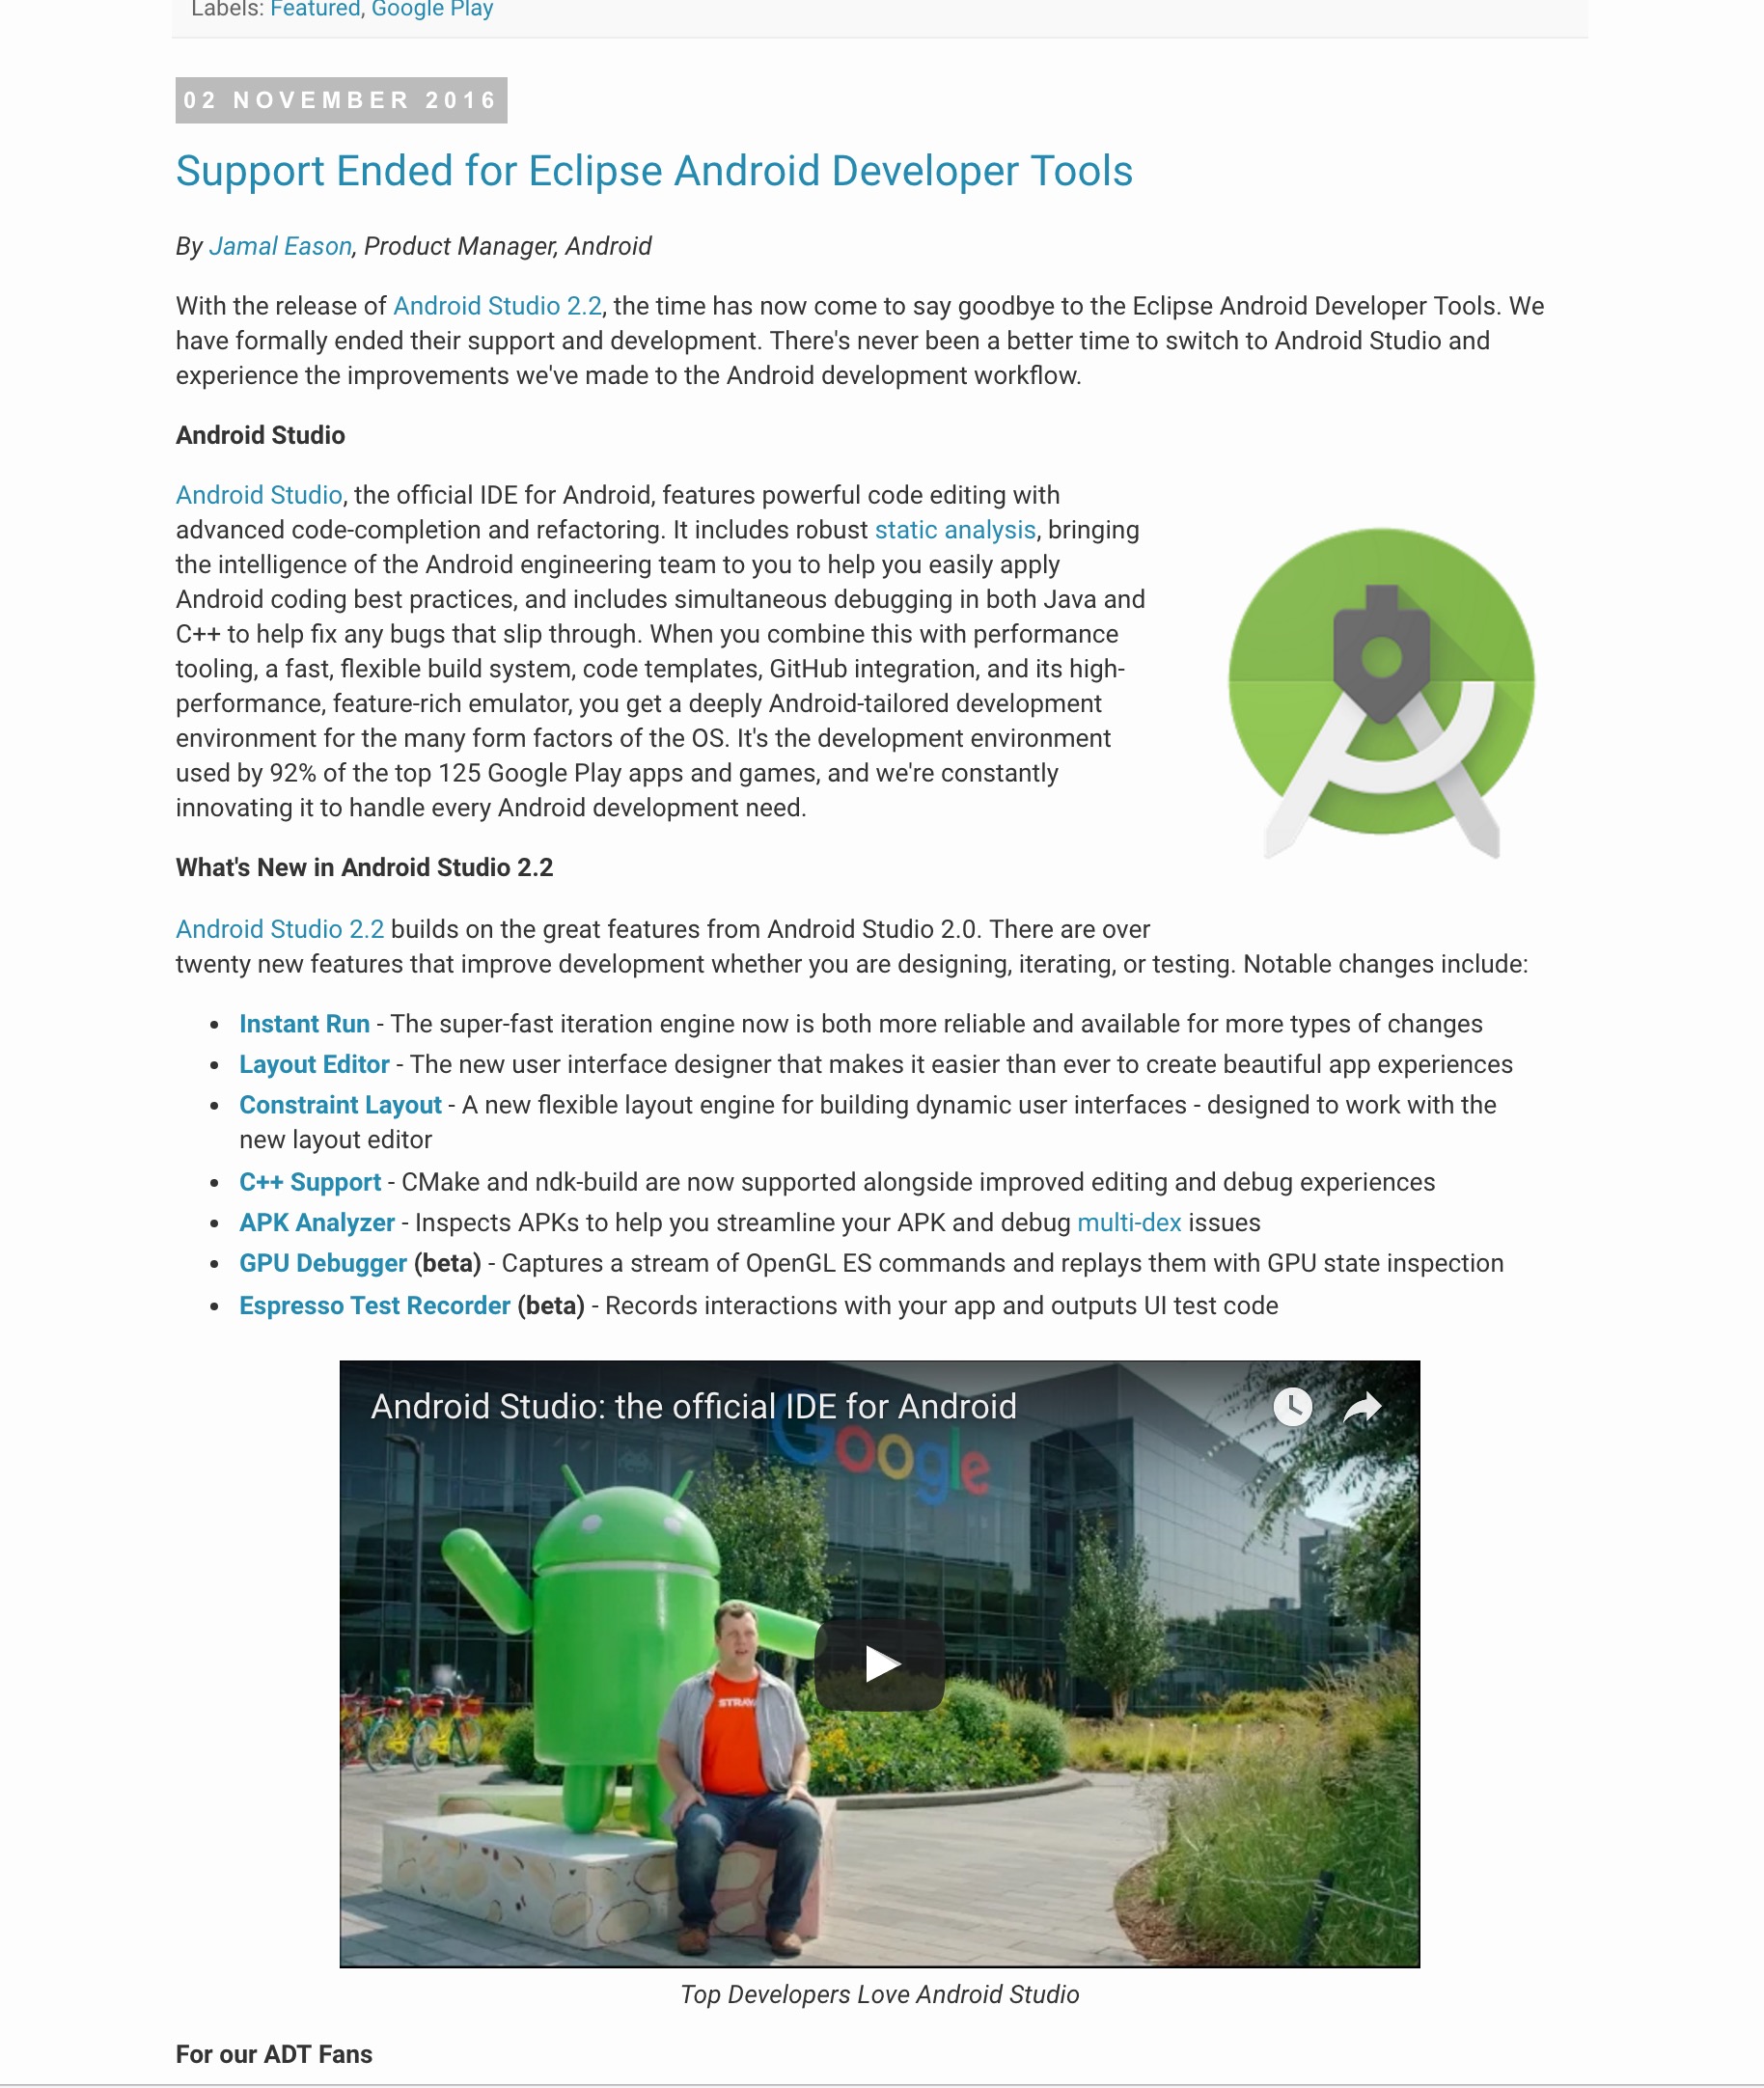 Labels: Featured, Google Play
02 NOVEMBER 2016
Support Ended for Eclipse Android Developer Tools
By Jamal Eason, Product Manager, Android
With the release of Android Studio 2.2, the time has now come to say goodbye to the Eclipse Android Developer Tools. We
have formally ended their support and development. There's never been a better time to switch to Android Studio and
experience the improvements we've made to the Android development workflow.
Android Studio
Android Studio, the official IDE for Android, features powerful code editing with
advanced code-completion and refactoring. It includes robust static analysis, bringing
the intelligence of the Android engineering team to you to help you easily apply
Android coding best practices, and includes simultaneous debugging in both Java and
C++ to help fix any bugs that slip through. When you combine this with performance
tooling, a fast, flexible build system, code templates, GitHub integration, and its high-
performance, feature-rich emulator, you get a deeply Android-tailored development
environment for the many form factors of the OS. It's the development environment
used by 92% of the top 125 Google Play apps and games, and we're constantly
innovating it to handle every Android development need.
What's New in Android Studio 2.2
Android Studio 2.2 builds on the great features from Android Studio 2.0. There are over
twenty new features that improve development whether you are designing, iterating, or testing. Notable changes include:
• Instant Run - The super-fast iteration engine now is both more reliable and available for more types of changes
• Layout Editor - The new user interface designer that makes it easier than ever to create beautiful app experiences
• Constraint Layout - A new flexible layout engine for building dynamic user interfaces - designed to work with the
new layout editor
• C++ Support - CMake and ndk-build are now supported alongside improved editing and debug experiences
• APK Analyzer - Inspects APKs to help you streamline your APK and debug multi-dex issues
• GPU Debugger (beta) - Captures a stream of OpenGL ES commands and replays them with GPU state inspection
• Espresso Test Recorder (beta) - Records interactions with your app and outputs UI test code
Android Studio: the official IDE for Android
Google
STRAVA
Top Developers Love Android Studio
For our ADT Fans